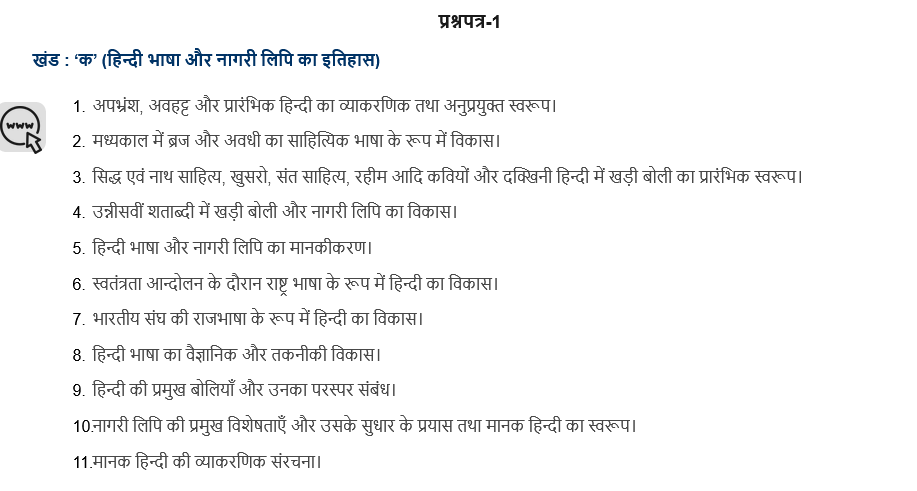 प्रश्नपत्र-1
खंड : ‘क’ (हिन्दी भाषा और नागरी लिपि का इतिहास)
1. अपभ्रंश, अवहट्ट और प्रारंभिक हिन्दी का व्याकरणिक तथा अनुप्रयुक्त स्वरूप।
www
2. मध्यकाल में ब्रज और अवधी का साहित्यिक भाषा के रूप में विकास।
3. सिद्ध एवं नाथ साहित्य, खुसरो, संत साहित्य, रहीम आदि कवियों और दक्खिनी हिन्दी में खड़ी बोली का प्रारंभिक स्वरूप।
4. उन्नीसवीं शताब्दी में खड़ी बोली और नागरी लिपि का विकास।
5. हिन्दी भाषा और नागरी लिपि का मानकीकरण।
6. स्वतंत्रता आन्दोलन के दौरान राष्ट्र भाषा के रूप में हिन्दी का विकास।
7. भारतीय संघ की राजभाषा के रूप में हिन्दी का विकास।
8. हिन्दी भाषा का वैज्ञानिक और तकनीकी विकास।
9. हिन्दी की प्रमुख बोलियाँ और उनका परस्पर संबंध।
10.नागरी लिपि की प्रमुख विशेषताएँ और उसके सुधार के प्रयास तथा मानक हिन्दी का स्वरूप।
11.मानक हिन्दी की व्याकरणिक संरचना।